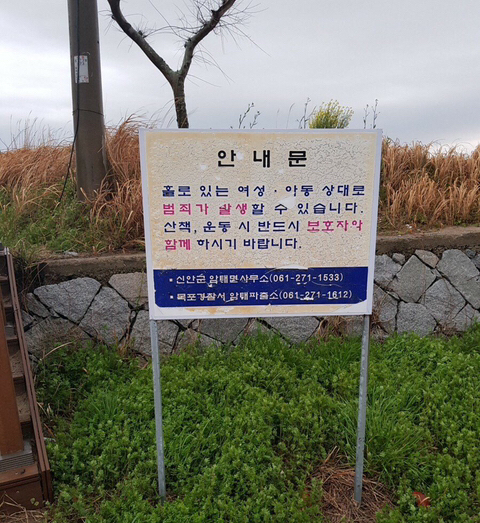 안 내 문
홀로 있는 여성 · 아동 상대로
범죄가 발생할 수 있습니다.
산책, 운동 시 반드시 보호자와
함께 하시기 바랍니다.
· 신안군 압해면사무소(061-271-1533)
· 목포경찰서 압해파출소(061-271-1612)